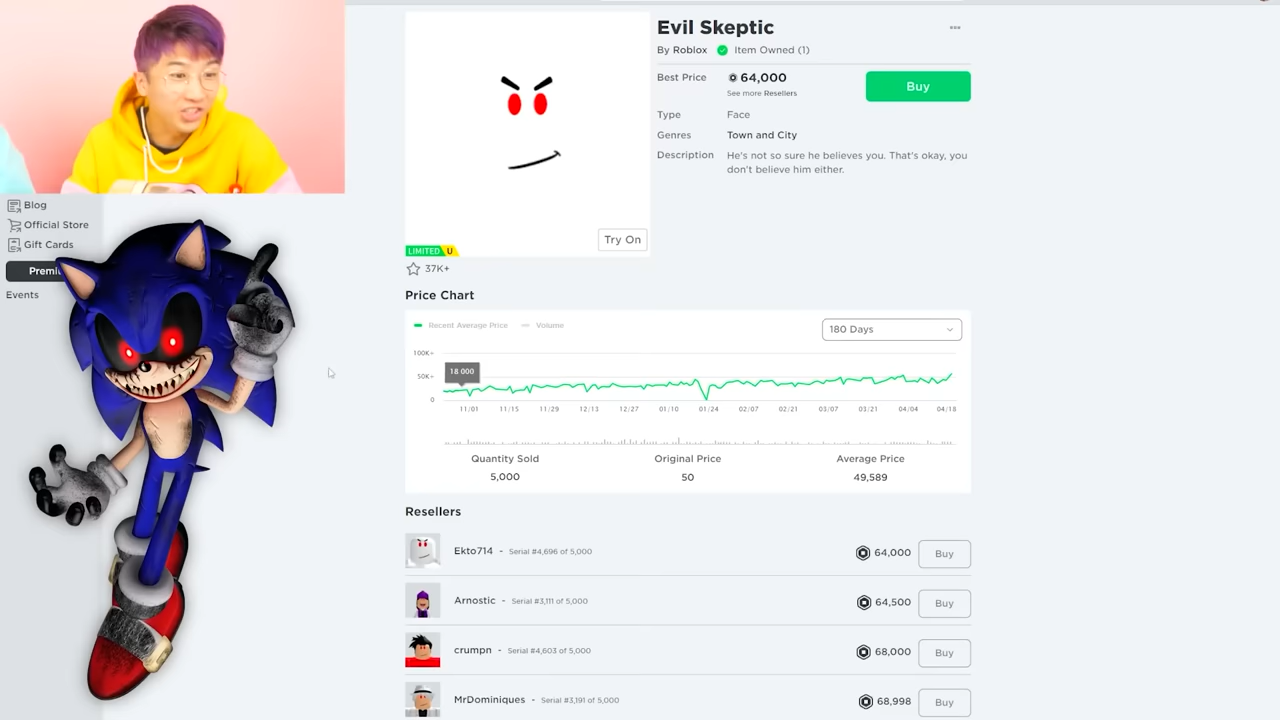 Evil Skeptic
By Roblox Item Owned (1)
Best Price 64,000
See more Resellers
Buy
Type Face
Genres Town and City
Description He's not so sure he believes you. That's okay, you
don't believe him either.
Try On
LIMITED U
37K+
Blog
Official Store
Gift Cards
Premi
Events
Price Chart
Recent Average Price Volume
180 Days
100K+
50K+
0
18 000
11/01 11/15 11/29 12/13 12/27 01/10 01/24 02/07 02/21 03/07 03/21 04/04 04/18
Quantity Sold Original Price Average Price
5,000 50 49,589
Resellers
Ekto714 - Serial #4,696 of 5,000 64,000 Buy
Arnostic - Serial #3,111 of 5,000 64,500 Buy
crumpn - Serial #4,603 of 5,000 68,000 Buy
MrDominiques - Serial #3,191 of 5,000 68,998 Buy